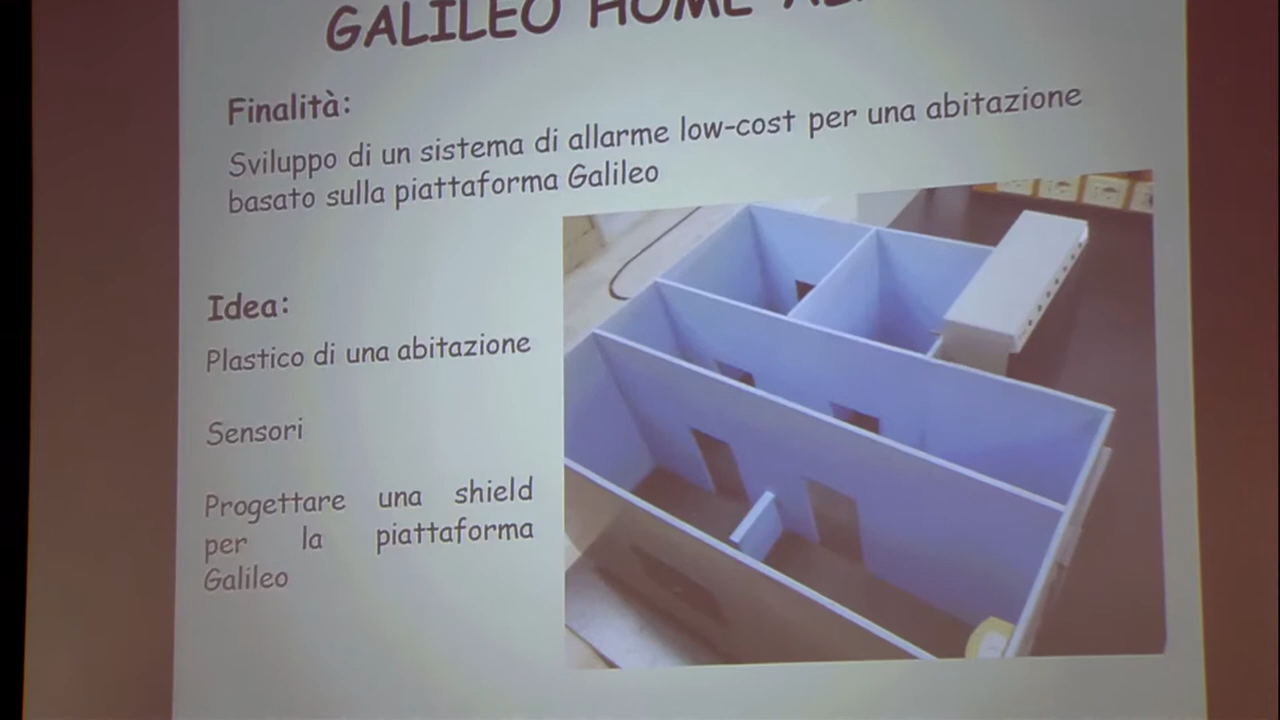 GALILEO HOME
Finalità:
Sviluppo di un sistema di allarme low-cost per una abitazione
basato sulla piattaforma Galileo
Idea:
Plastico di una abitazione
Sensori
Progettare una shield
per la piattaforma
Galileo